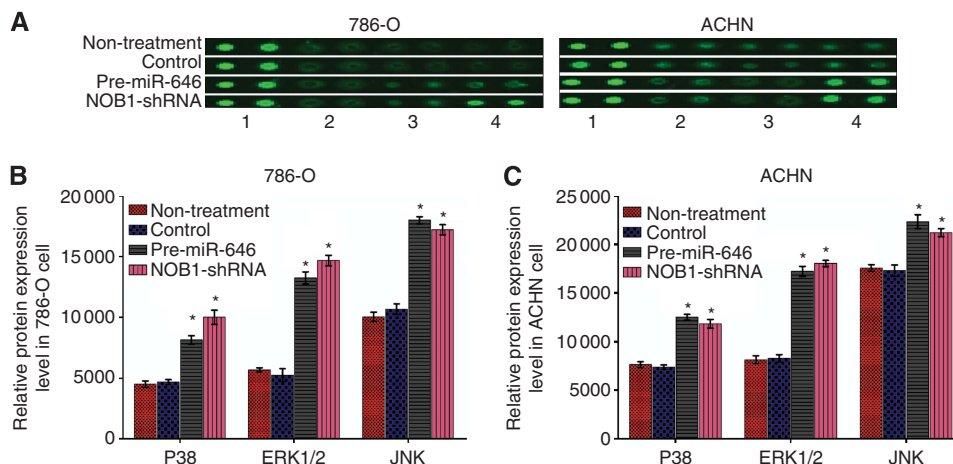 A
786-O
ACHN
Non-treatment
Control
Pre-miR-646
NOB1-shRNA
1 2 3 4
1 2 3 4
B
786-O
Relative protein expression
level in 786-O cell
20 000
15 000
10 000
5000
0
Non-treatment
Control
Pre-miR-646
NOB1-shRNA
* * * * * *
P38 ERK1/2 JNK
C
ACHN
Relative protein expression
level in ACHN cell
25 000
20 000
15 000
10 000
5000
0
Non-treatment
Control
Pre-miR-646
NOB1-shRNA
* * * * * *
P38 ERK1/2 JNK